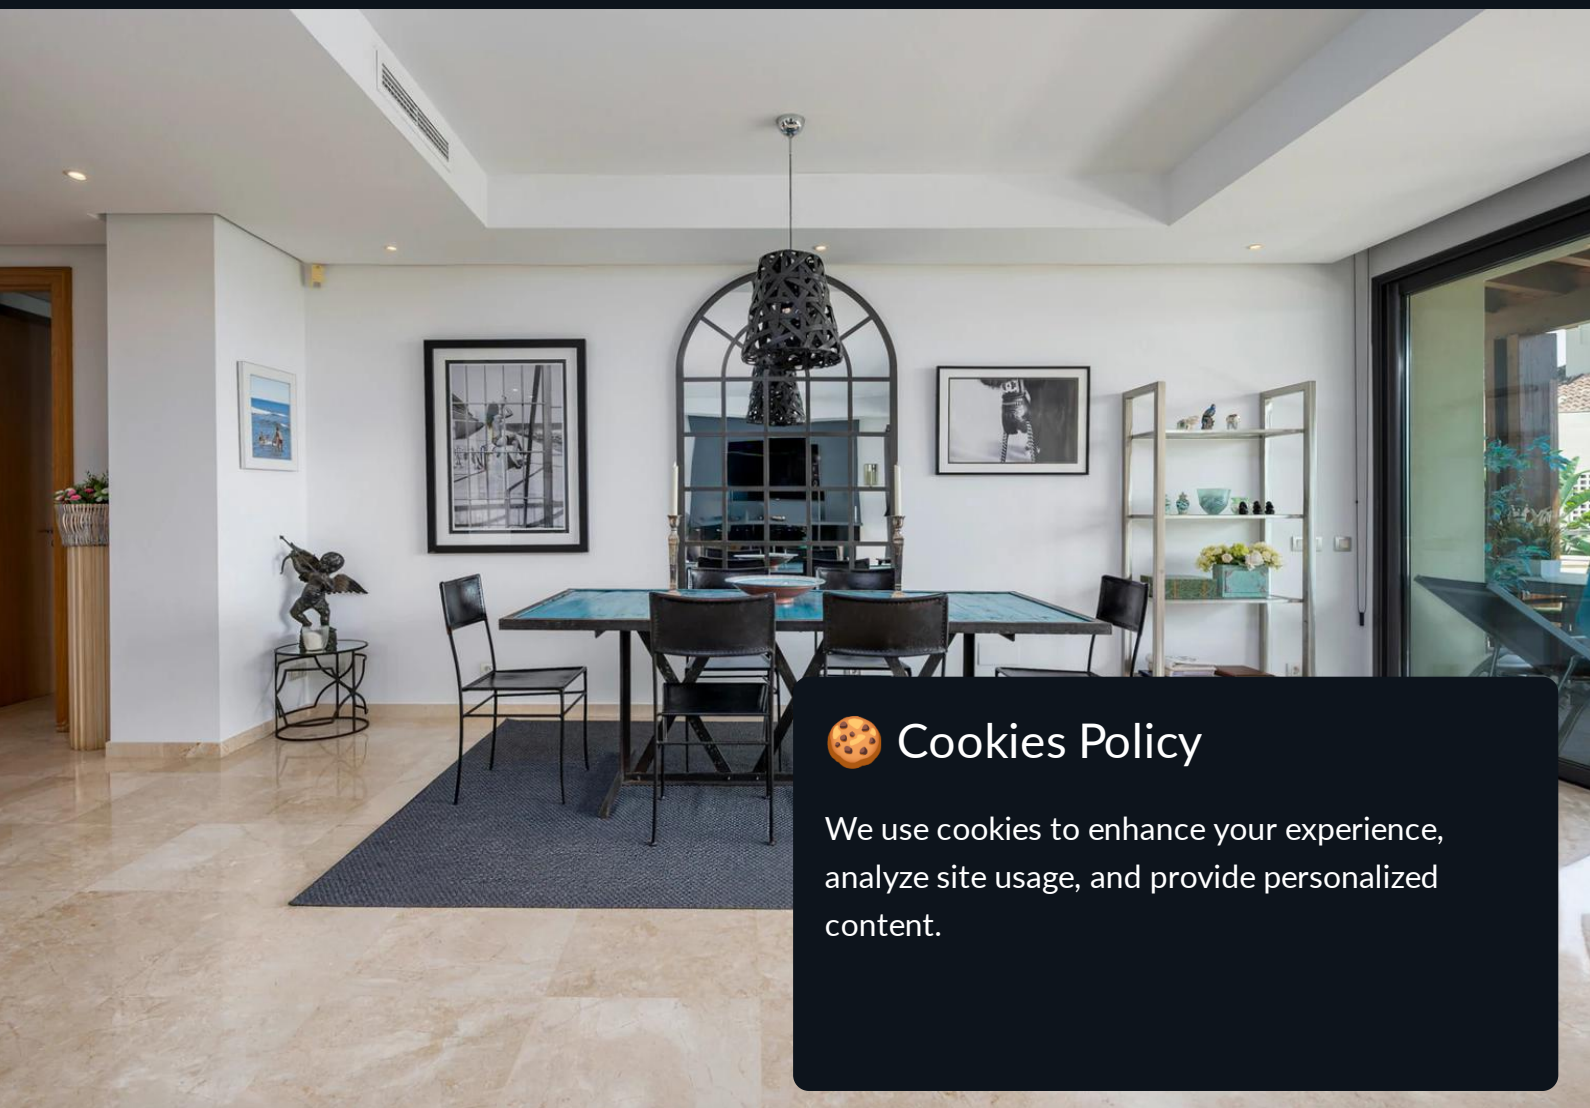 🍪 Cookies Policy
We use cookies to enhance your experience,
analyze site usage, and provide personalized
content.